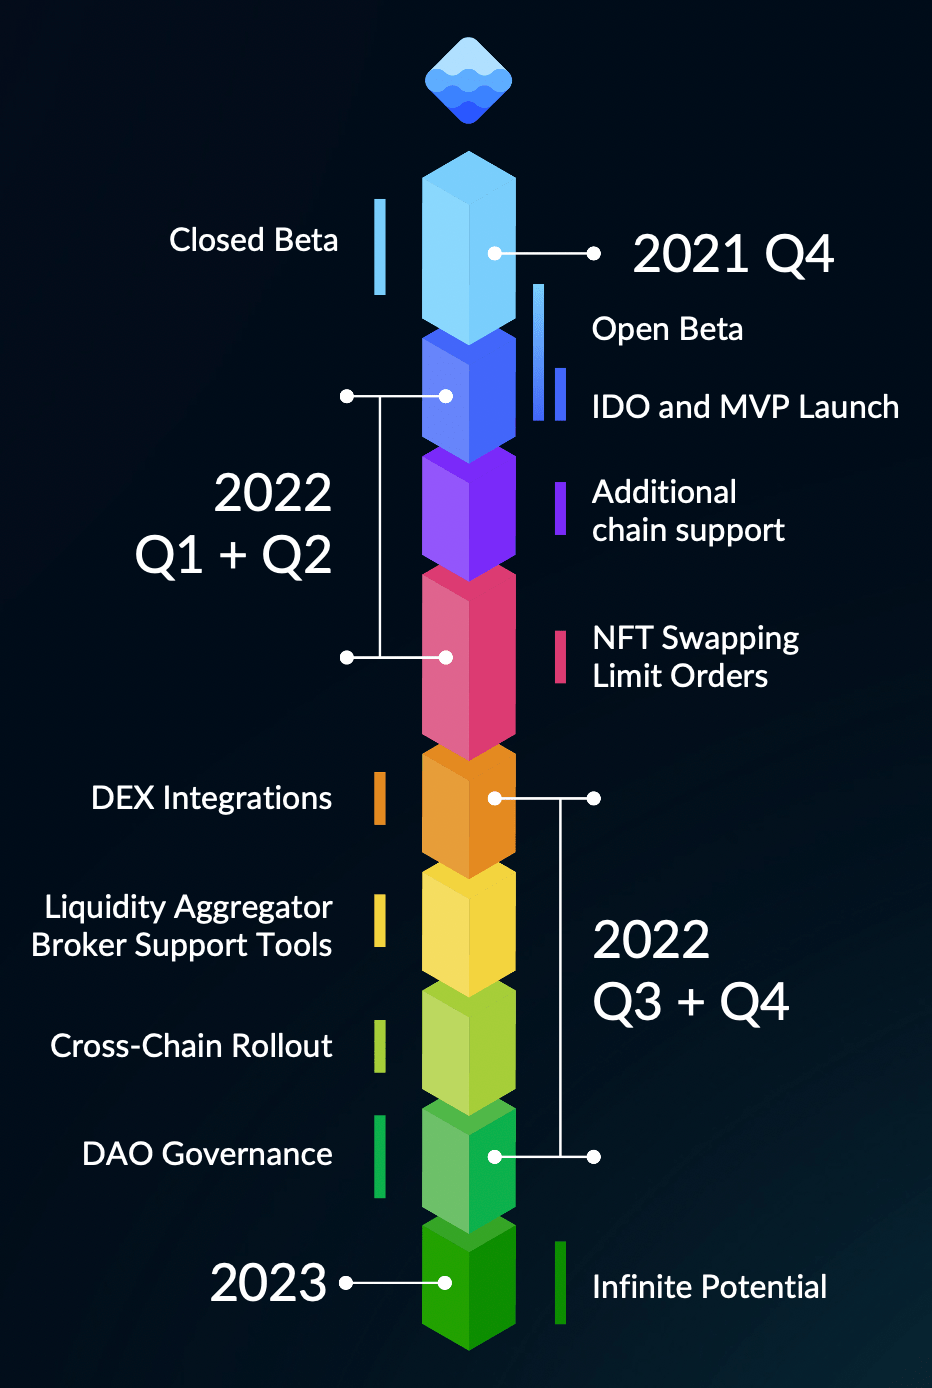 Closed Beta
2021 Q4
Open Beta
IDO and MVP Launch
2022
Q1 + Q2
Additional
chain support
NFT Swapping
Limit Orders
DEX Integrations
Liquidity Aggregator
Broker Support Tools
2022
Q3 + Q4
Cross-Chain Rollout
DAO Governance
2023
Infinite Potential